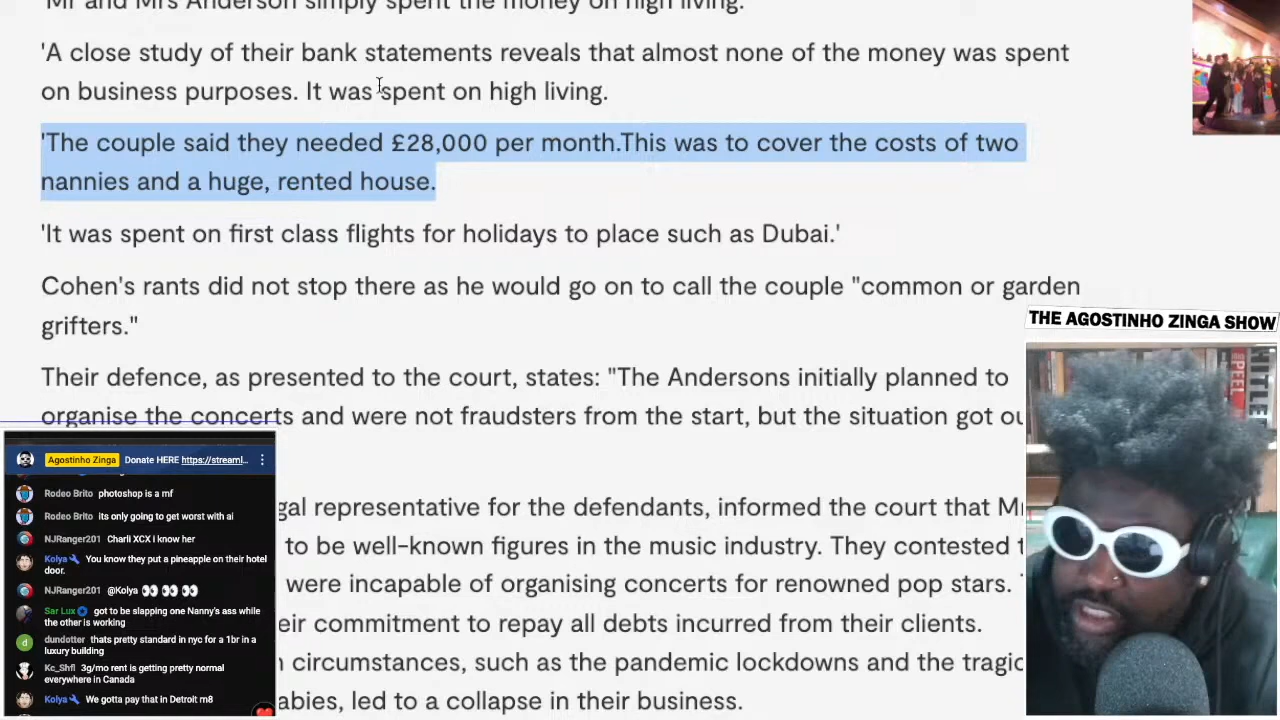 'Mr and Mrs Anderson simply spent the money on high living.
'A close study of their bank statements reveals that almost none of the money was spent
on business purposes. It was spent on high living.
'The couple said they needed £28,000 per month.This was to cover the costs of two
nannies and a huge, rented house.
'It was spent on first class flights for holidays to place such as Dubai.'
Cohen's rants did not stop there as he would go on to call the couple "common or garden
grifters."
Their defence, as presented to the court, states: "The Andersons initially planned to
organise the concerts and were not fraudsters from the start, but the situation got ou
gal representative for the defendants, informed the court that Mr
to be well-known figures in the music industry. They contested t
were incapable of organising concerts for renowned pop stars.
eir commitment to repay all debts incurred from their clients.
n circumstances, such as the pandemic lockdowns and the tragic
abies, led to a collapse in their business.
THE AGOSTINHO ZINGA SHOW
PEEL
Agostinho Zinga Donate HERE https://streaml...
Rodeo Brito photoshop is a mf
Rodeo Brito its only going to get worst with ai
NJRanger201 Charli XCX i know her
Kolya You know they put a pineapple on their hotel
door.
NJRanger201 @Kolya
Sar Lux got to be slapping one Nanny's ass while
the other is working
dundotter thats pretty standard in nyc for a 1br in a
luxury building
Kc_Shfl 3g/mo rent is getting pretty normal
everywhere in Canada
Kolya We gotta pay that in Detroit rn8